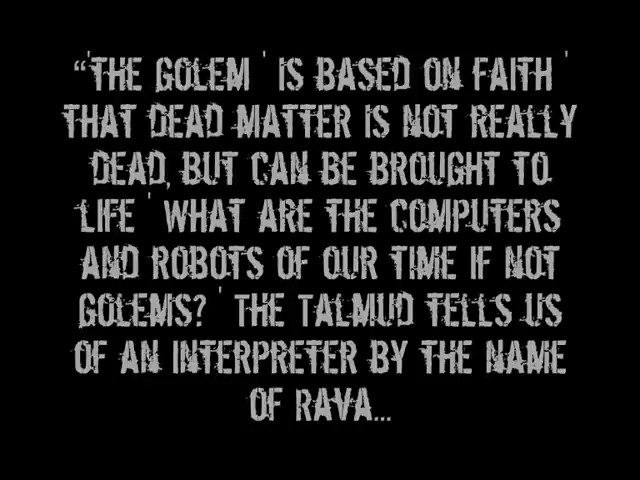 “'THE GOLEM ' IS BASED ON FAITH '
THAT DEAD MATTER IS NOT REALLY
DEAD, BUT CAN BE BROUGHT TO
LIFE ' WHAT ARE THE COMPUTERS
AND ROBOTS OF OUR TIME IF NOT
GOLEMS? ' THE TALMUD TELLS US
OF AN INTERPRETER BY THE NAME
OF RAVA...